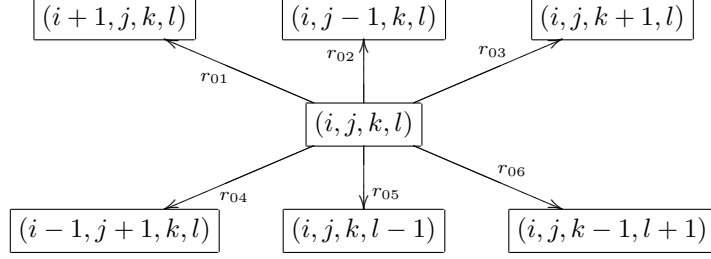 (i + 1, j, k, l) (i, j − 1, k, l) (i, j, k + 1, l)
r₀₁ r₀₂ r₀₃
(i, j, k, l)
r₀₄ r₀₅ r₀₆
(i − 1, j + 1, k, l) (i, j, k, l − 1) (i, j, k − 1, l + 1)